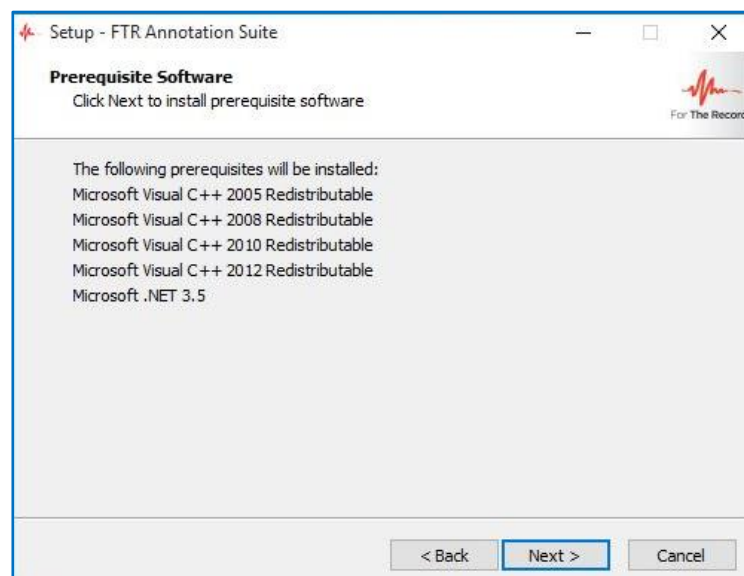 Setup - FTR Annotation Suite
Prerequisite Software
Click Next to install prerequisite software
For The Record
The following prerequisites will be installed:
Microsoft Visual C++ 2005 Redistributable
Microsoft Visual C++ 2008 Redistributable
Microsoft Visual C++ 2010 Redistributable
Microsoft Visual C++ 2012 Redistributable
Microsoft .NET 3.5
< Back Next > Cancel